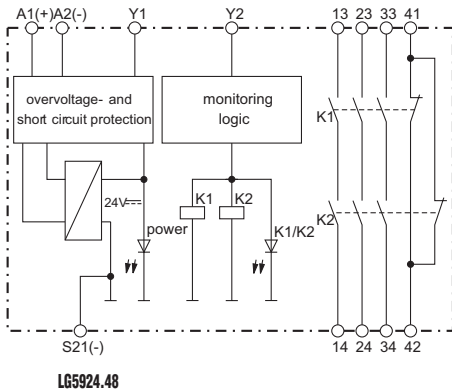 A1(+) A2(-) Y1 Y2 13 23 33 41
overvoltage- and
short circuit protection
monitoring
logic
K1
24V
K1 K2
power
K1/K2
K2
S21(-)
14 24 34 42
LG5924.48